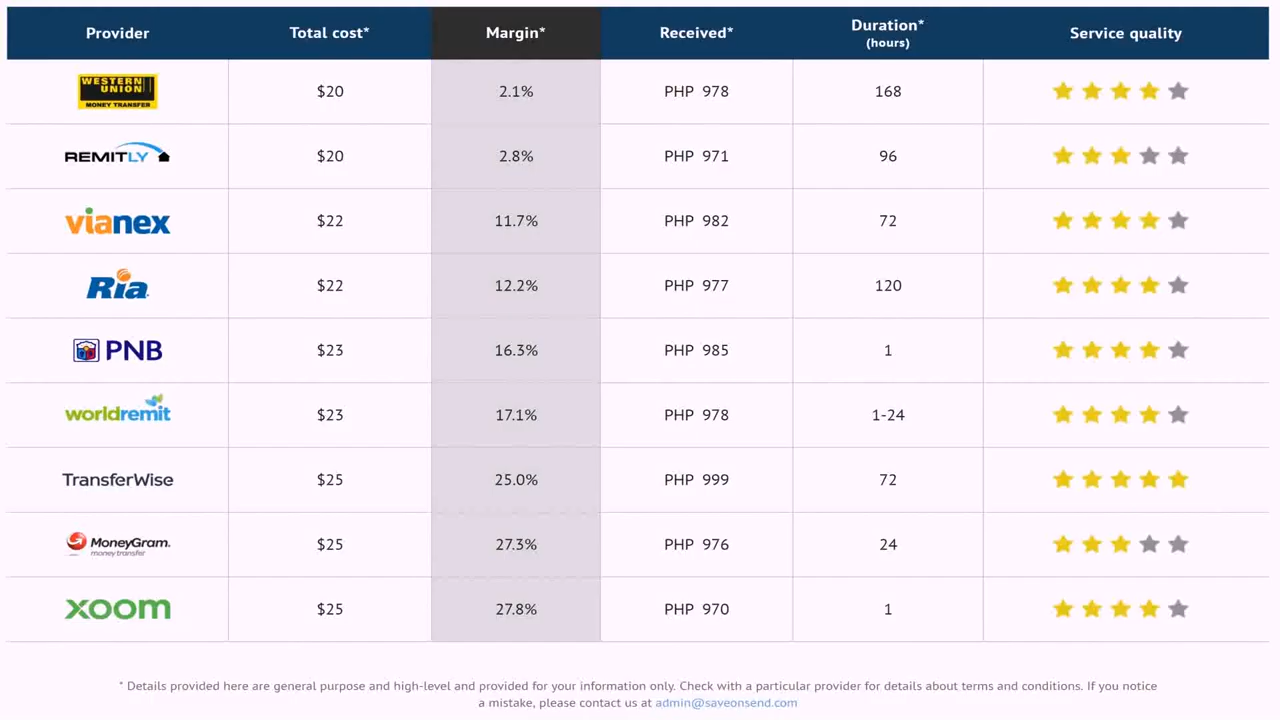 Provider Total cost* Margin* Received* Duration* (hours) Service quality
WESTERN UNION MONEY TRANSFER $20 2.1% PHP 978 168
REMITLY $20 2.8% PHP 971 96
vianex $22 11.7% PHP 982 72
Ria $22 12.2% PHP 977 120
PNB $23 16.3% PHP 985 1
worldremit $23 17.1% PHP 978 1-24
TransferWise $25 25.0% PHP 999 72
MoneyGram. money transfer $25 27.3% PHP 976 24
xoom $25 27.8% PHP 970 1
* Details provided here are general purpose and high-level and provided for your information only. Check with a particular provider for details about terms and conditions. If you notice
a mistake, please contact us at admin@saveonsend.com